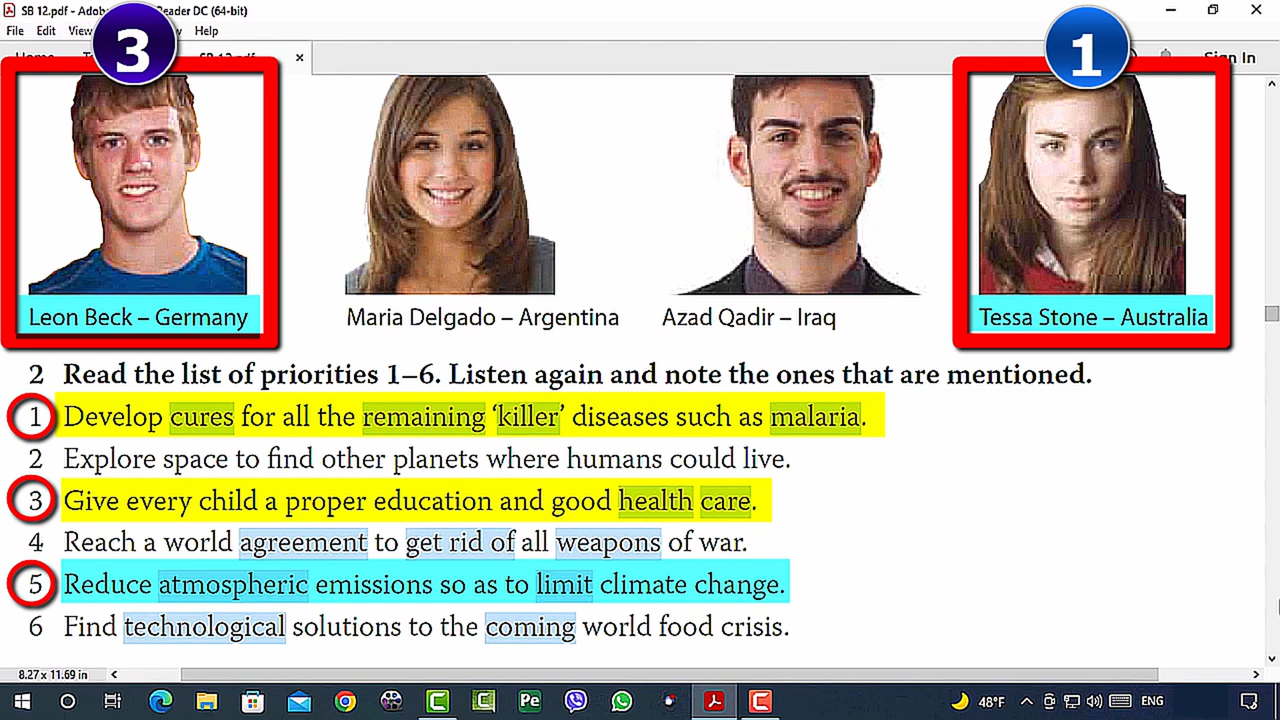 SB 12.pdf - Adobe Reader DC (64-bit)
File Edit View Help
3
1
Sign In
Leon Beck – Germany
Maria Delgado – Argentina
Azad Qadir – Iraq
Tessa Stone – Australia
2 Read the list of priorities 1–6. Listen again and note the ones that are mentioned.
1 Develop cures for all the remaining ‘killer’ diseases such as malaria.
2 Explore space to find other planets where humans could live.
3 Give every child a proper education and good health care.
4 Reach a world agreement to get rid of all weapons of war.
5 Reduce atmospheric emissions so as to limit climate change.
6 Find technological solutions to the coming world food crisis.
8.27 x 11.69 in
Pe
48°F
ENG